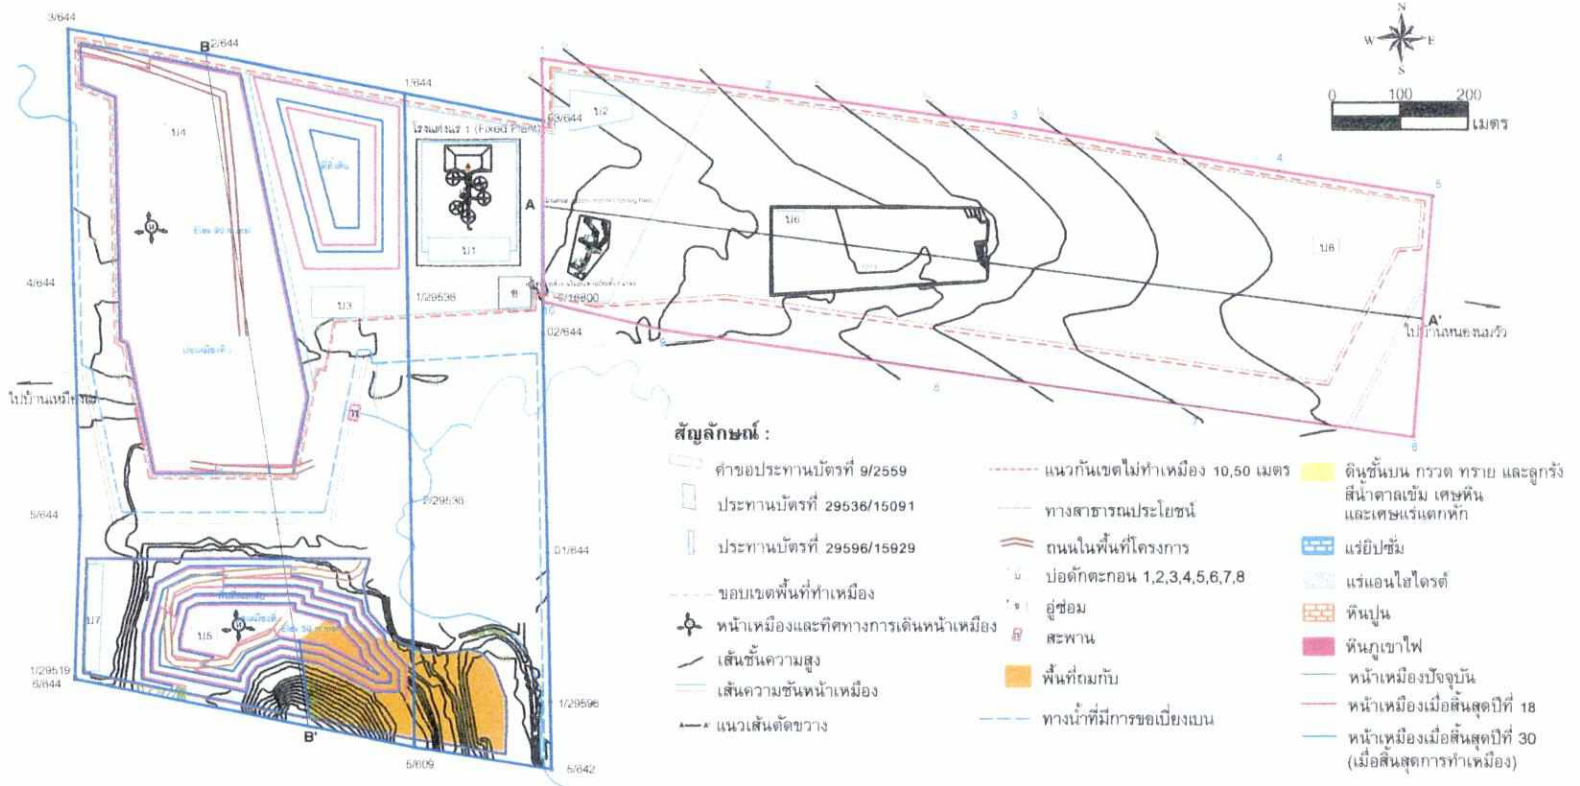 3/644
B
2/644
1/644
03/644
N
W
E
S
0 100 200
เมตร
โรงแต่งแร่ 1 (Fixed Plant)
บ2
2
3
4
5
บ4
A
บ6
บ8
บ1
4/644
บ3
1/29536
ข
02/644
10
9
8
7
6
A'
ไปบ้านหนองนมวัว
2/29536
5/644
01/644
บ7
บ5
1/29519
6/644
B'
1/29596
5/609
5/642
สัญลักษณ์ :
คำขอประทานบัตรที่ 9/2559
ประทานบัตรที่ 29536/15091
ประทานบัตรที่ 29596/15929
ขอบเขตพื้นที่ทำเหมือง
หน้าเหมืองและทิศทางการเดินหน้าเหมือง
เส้นชั้นความสูง
เส้นความชันหน้าเหมือง
แนวเส้นตัดขวาง
แนวกันเขตไม่ทำเหมือง 10,50 เมตร
ทางสาธารณประโยชน์
ถนนในพื้นที่โครงการ
บ่อดักตะกอน 1,2,3,4,5,6,7,8
อู่ซ่อม
สะพาน
พื้นที่ถมกับ
ทางน้ำที่มีการขอเบี่ยงเบน
ดินชั้นบน กรวด ทราย และลูกรัง
สีน้ำตาลเข้ม เศษหิน
และเศษแร่แตกหัก
แร่ยิปซั่ม
แร่แอนไฮไดรต์
หินปูน
หินภูเขาไฟ
หน้าเหมืองปัจจุบัน
หน้าเหมืองเมื่อสิ้นสุดปีที่ 18
หน้าเหมืองเมื่อสิ้นสุดปีที่ 30
(เมื่อสิ้นสุดการทำเหมือง)